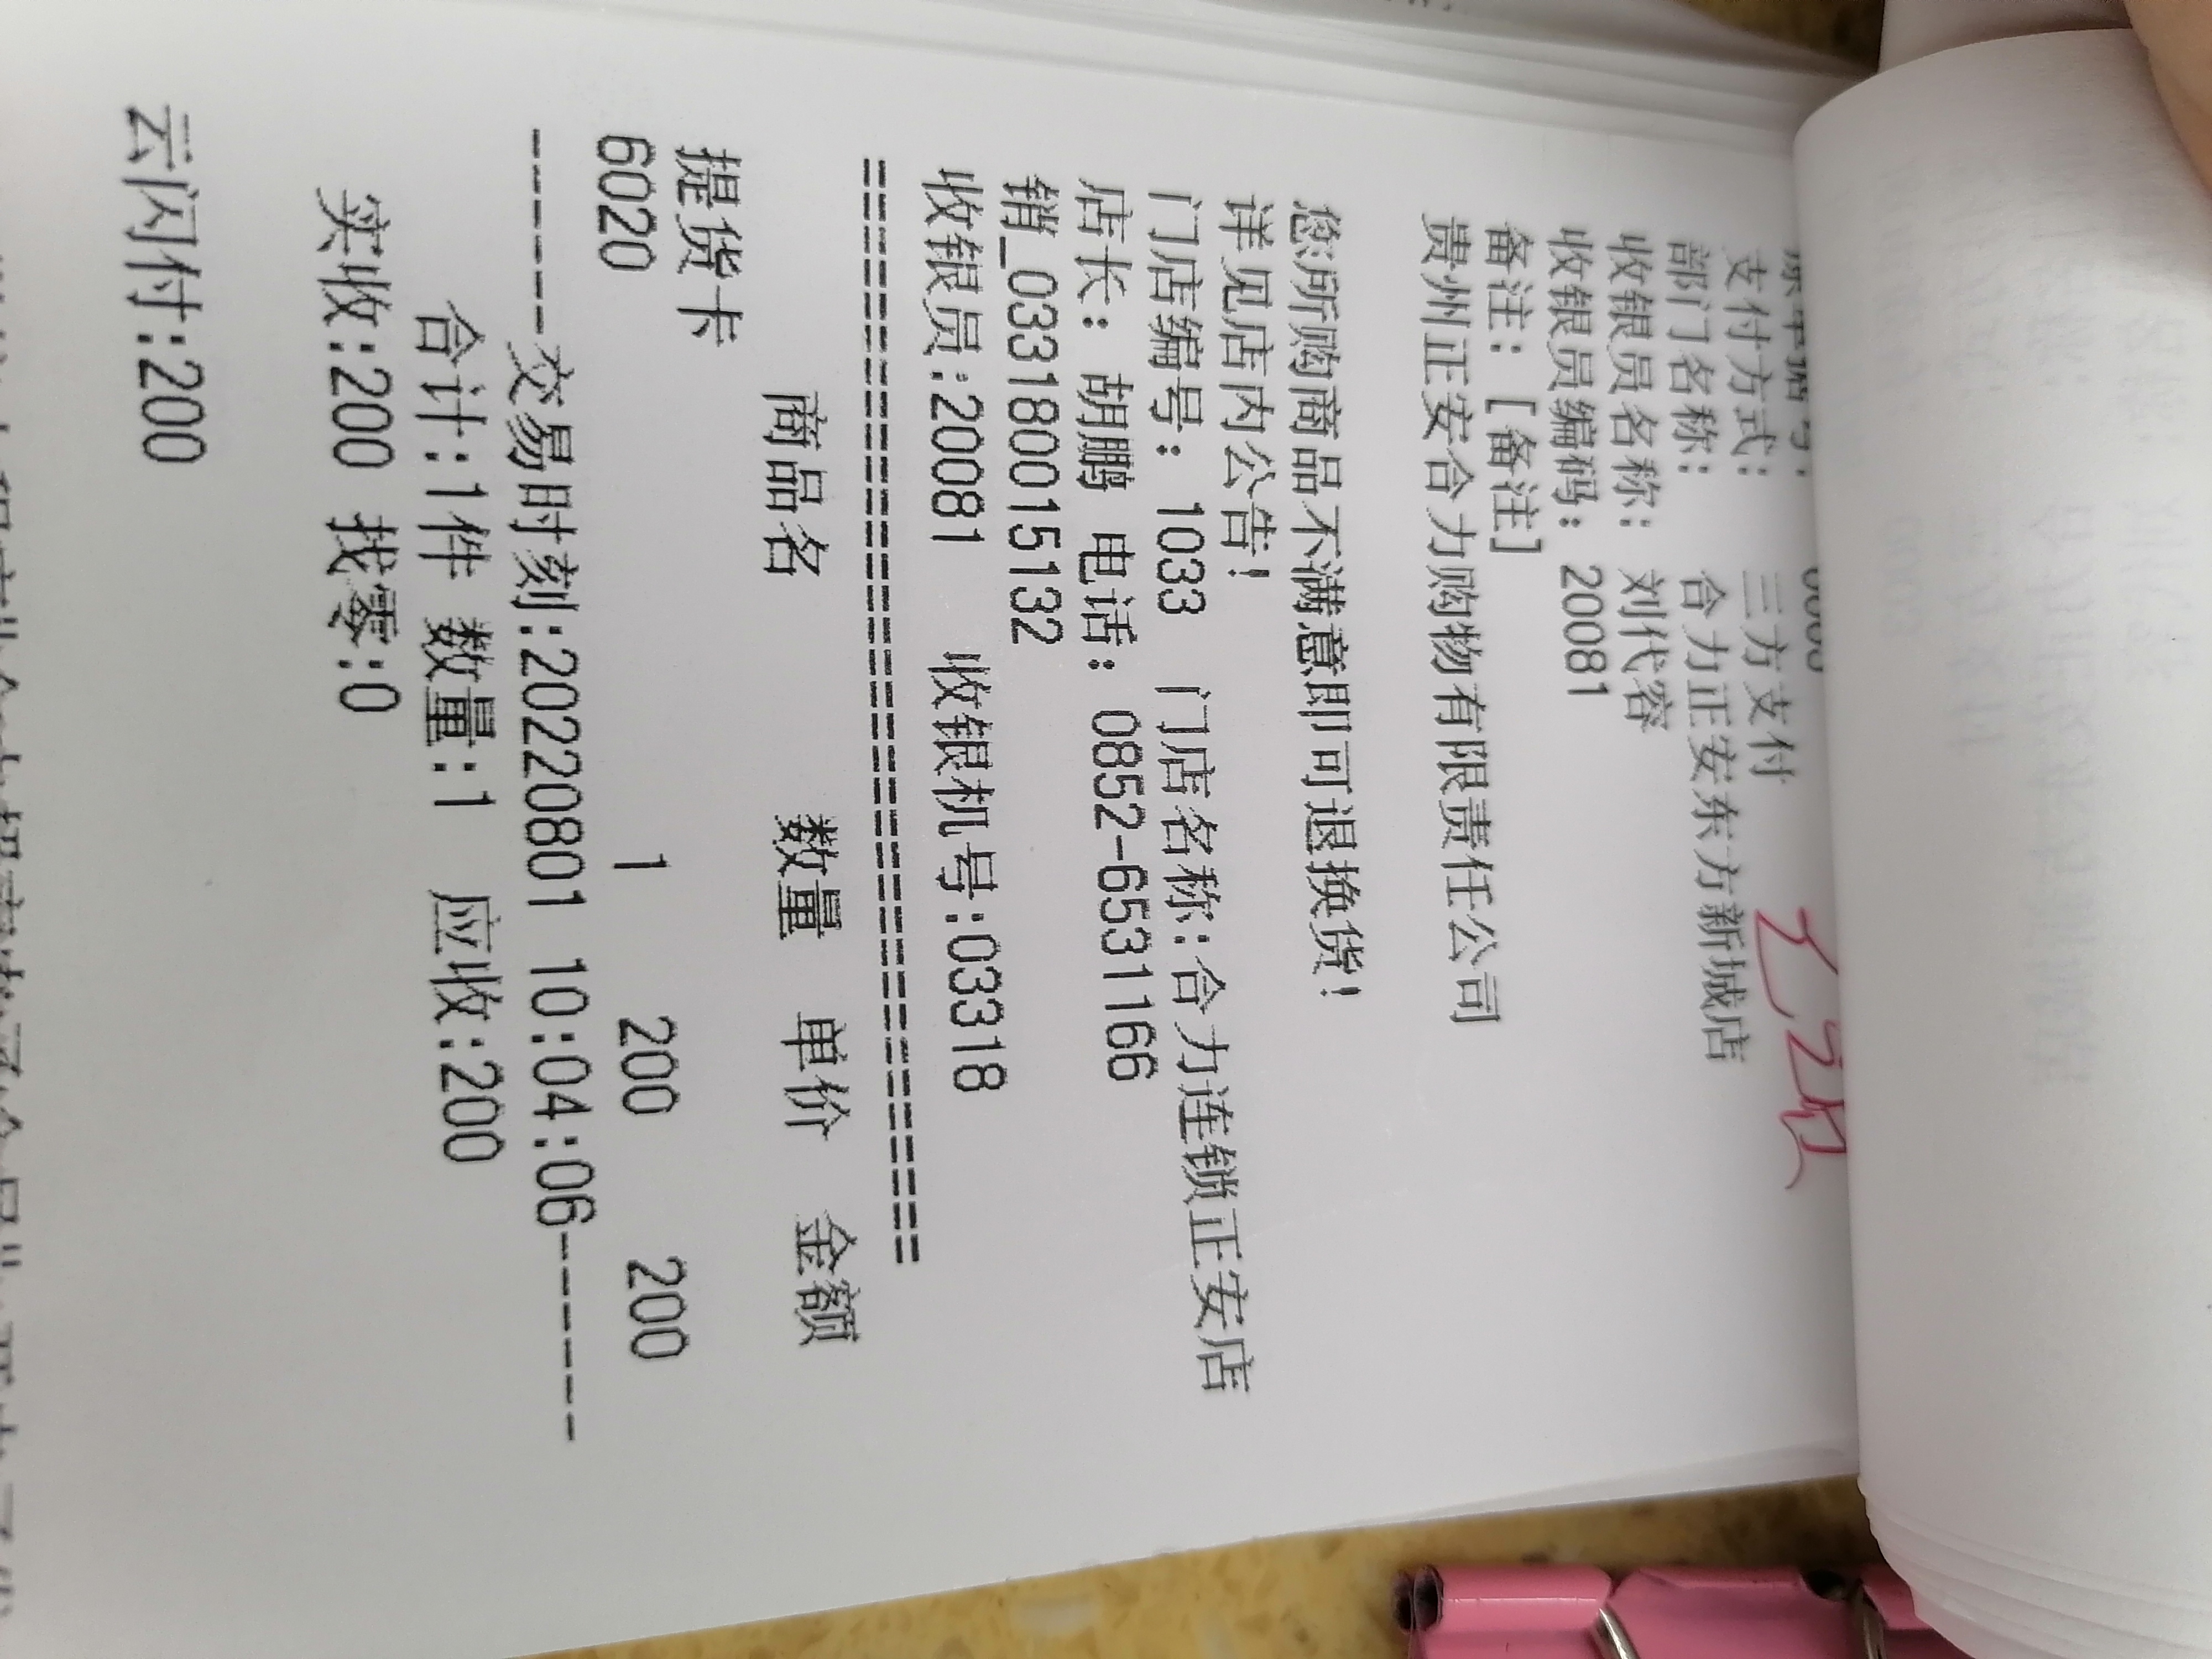 支付方式： 三方支付
部门名称： 合力正安东方新城店
收银员名称： 刘代容
收银员编码： 20081
备注：[备注]
贵州正安合力购物有限责任公司
您所购商品不满意即可退换货！
详见店内公告！
门店编号： 1033 门店名称：合力连锁正安店
店长： 胡鹏 电话： 0852-6531166
销_033180015132
收银员：20081 收银机号：03318
==========================================
商品名 数量 单价 金额
提货卡
6020 1 200 200
-------交易时刻:20220801 10:04:06-------
合计:1件 数量:1 应收:200
实收:200 找零:0
云闪付:200